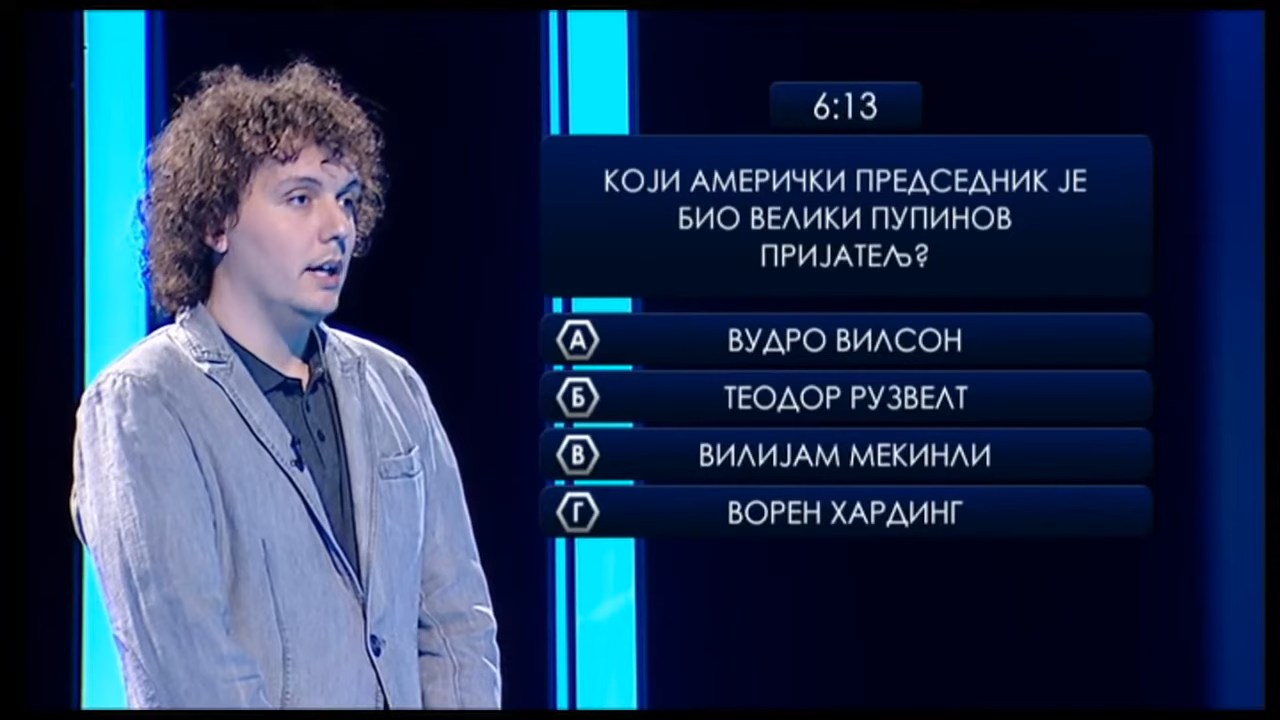 6:13
КОЈИ АМЕРИЧКИ ПРЕДСЕДНИК ЈЕ
БИО ВЕЛИКИ ПУПИНОВ
ПРИЈАТЕЉ?
А ВУДРО ВИЛСОН
Б ТЕОДОР РУЗВЕЛТ
В ВИЛИЈАМ МЕКИНЛИ
Г ВОРЕН ХАРДИНГ